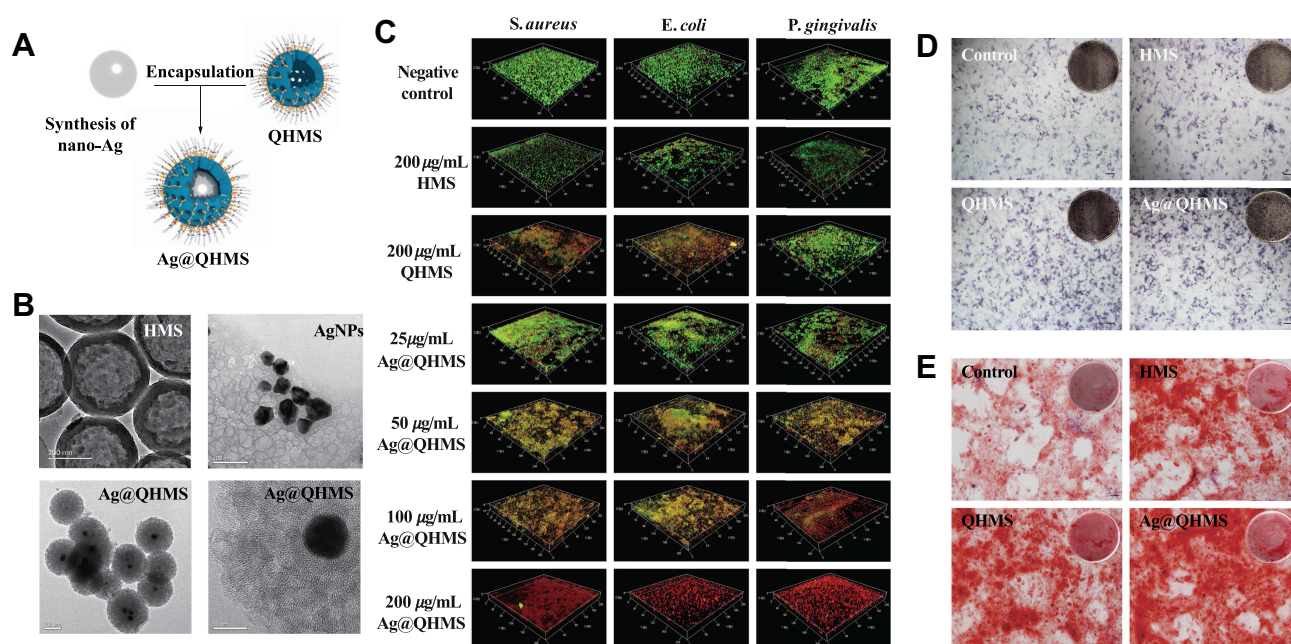 A
Encapsulation
Synthesis of
nano-Ag
QHMS
Ag@QHMS
B
HMS
AgNPs
Ag@QHMS
Ag@QHMS
C
S. aureus
E. coli
P. gingivalis
Negative
control
200 µg/mL
HMS
200 µg/mL
QHMS
25µg/mL
Ag@QHMS
50 µg/mL
Ag@QHMS
100 µg/mL
Ag@QHMS
200 µg/mL
Ag@QHMS
D
Control
HMS
QHMS
Ag@QHMS
E
Control
HMS
QHMS
Ag@QHMS